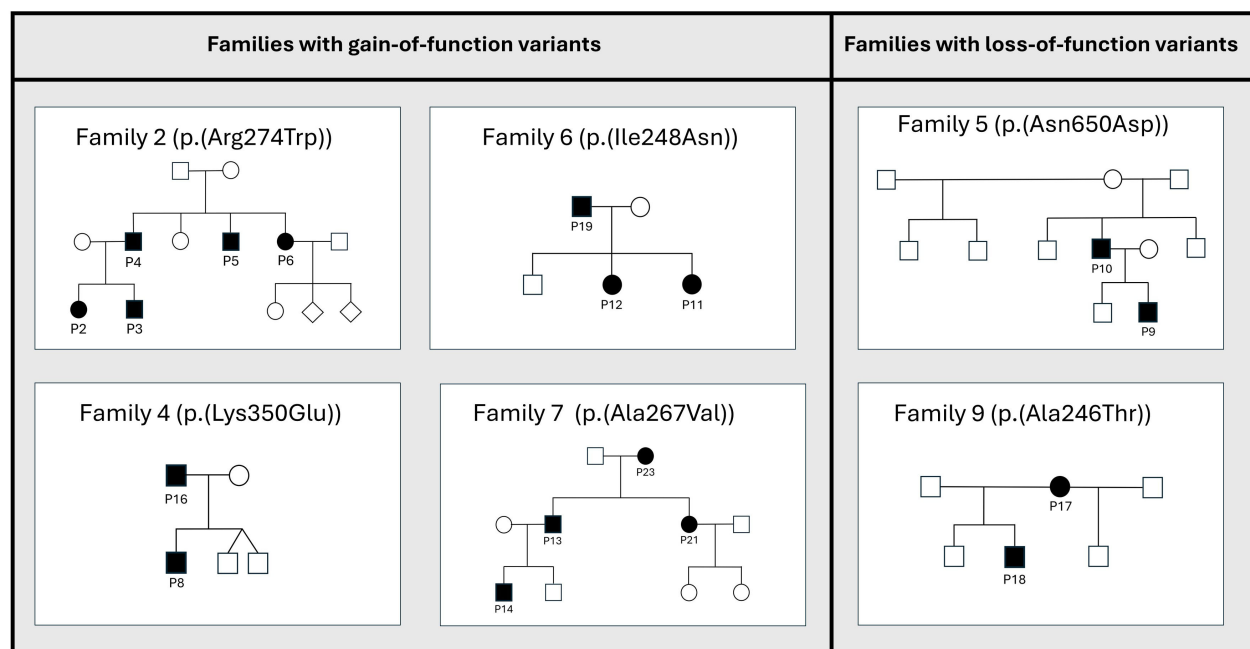 Families with gain-of-function variants
Families with loss-of-function variants
Family 2 (p.(Arg274Trp))
P4
P5
P6
P2
P3
Family 6 (p.(Ile248Asn))
P19
P12
P11
Family 5 (p.(Asn650Asp))
P10
P9
Family 4 (p.(Lys350Glu))
P16
P8
Family 7 (p.(Ala267Val))
P23
P13
P21
P14
Family 9 (p.(Ala246Thr))
P17
P18